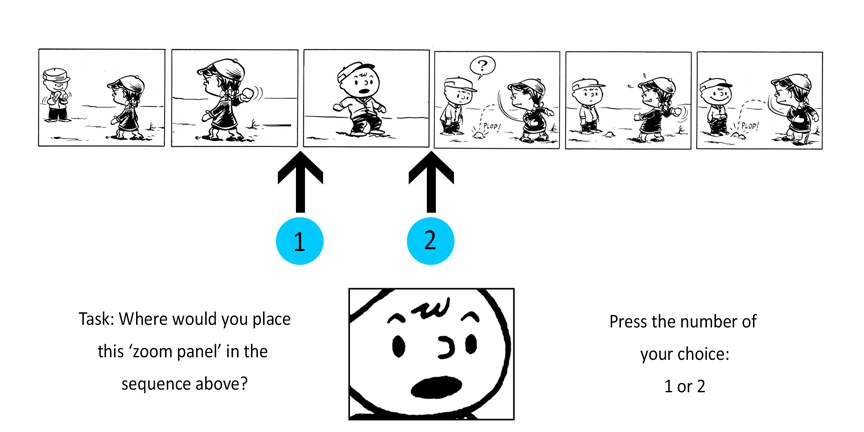 ?
PLOP!
PLOP!
1
2
Task: Where would you place
this ‘zoom panel’ in the
sequence above?
Press the number of
your choice:
1 or 2